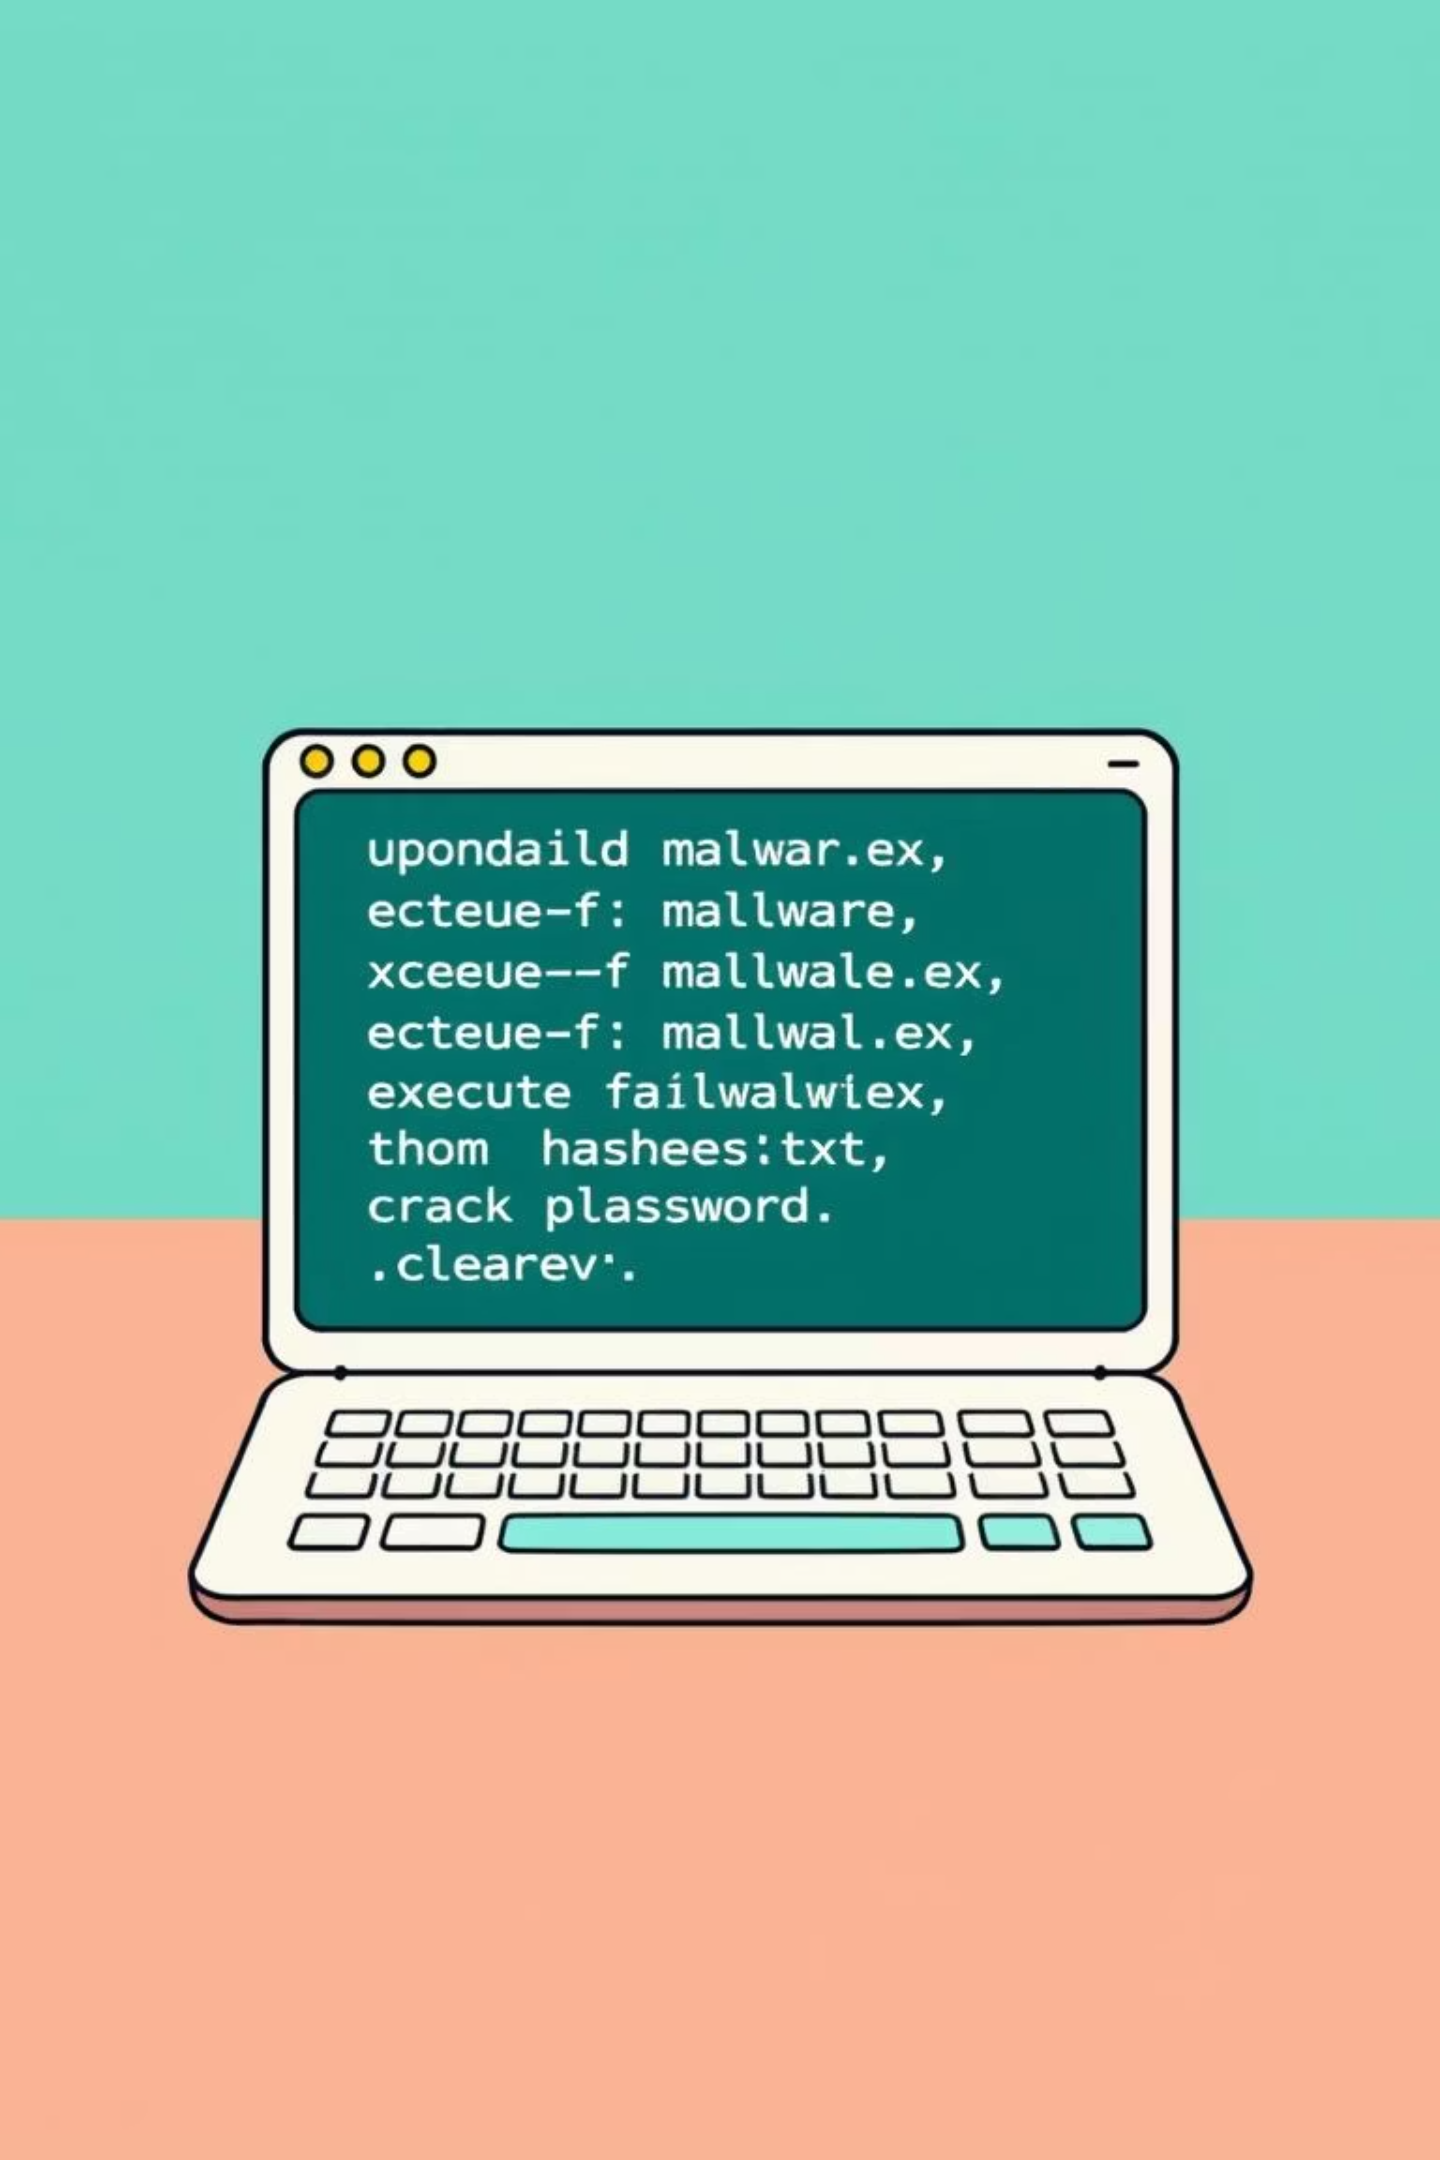 upondaild malwar.ex,
ecteue-f: mallware,
xceeue--f mallwale.ex,
ecteue-f: mallwal.ex,
execute failwalwiex,
thom hashees:txt,
crack plassword.
.clearev·.